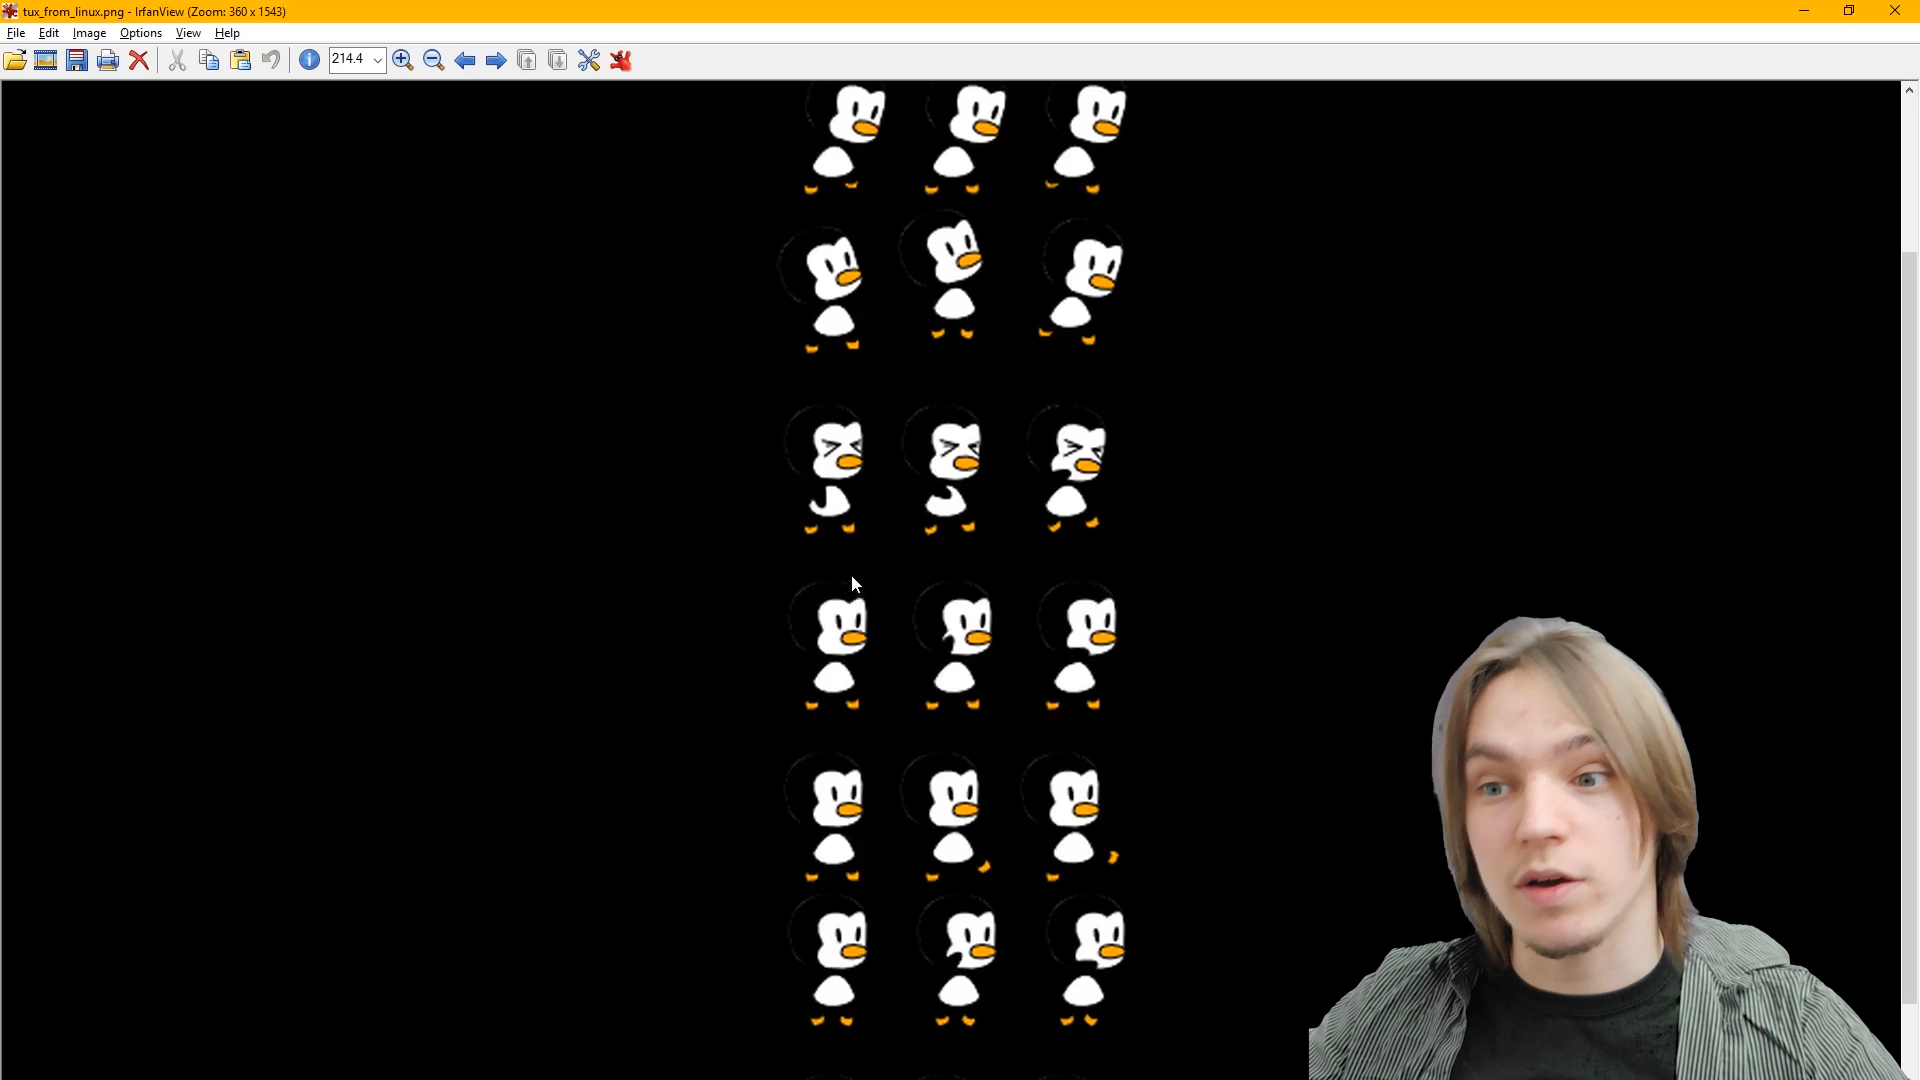 tux_from_linux.png - IrfanView (Zoom: 360 x 1543)
File Edit Image Options View Help
214.4